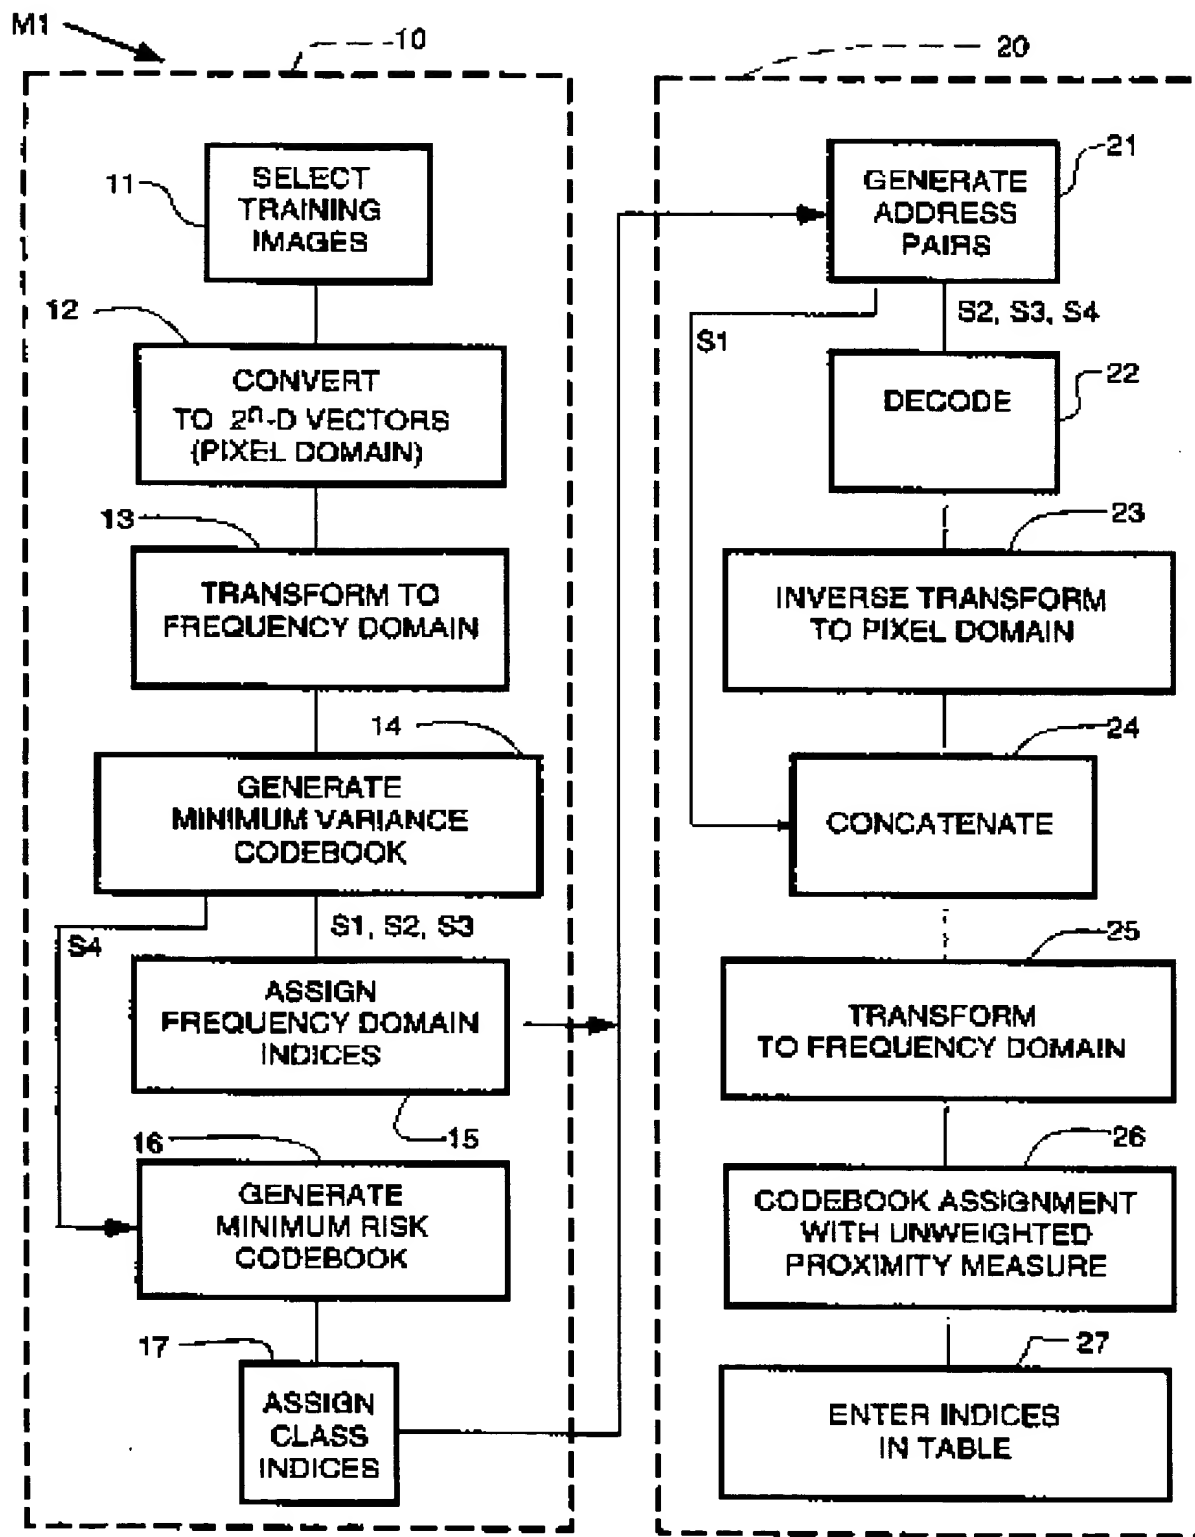 M1
10
11
SELECT
TRAINING
IMAGES
12
CONVERT
TO 2ⁿ-D VECTORS
(PIXEL DOMAIN)
13
TRANSFORM TO
FREQUENCY DOMAIN
14
GENERATE
MINIMUM VARIANCE
CODEBOOK
S4
S1, S2, S3
ASSIGN
FREQUENCY DOMAIN
INDICES
15
16
GENERATE
MINIMUM RISK
CODEBOOK
17
ASSIGN
CLASS
INDICES
20
21
GENERATE
ADDRESS
PAIRS
S1
S2, S3, S4
22
DECODE
23
INVERSE TRANSFORM
TO PIXEL DOMAIN
24
CONCATENATE
25
TRANSFORM
TO FREQUENCY DOMAIN
26
CODEBOOK ASSIGNMENT
WITH UNWEIGHTED
PROXIMITY MEASURE
27
ENTER INDICES
IN TABLE